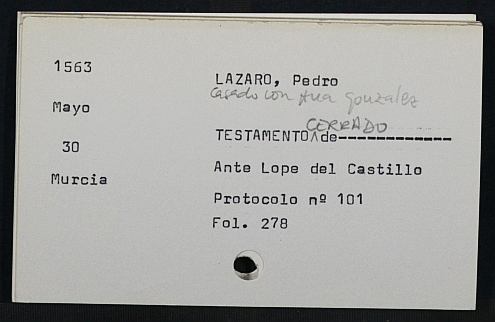 1563
LAZARO, Pedro
Casado con Ana Gonzalez
Mayo
CERRADO
TESTAMENTO^de------------
30
Ante Lope del Castillo
Murcia
Protocolo nº 101
Fol. 278